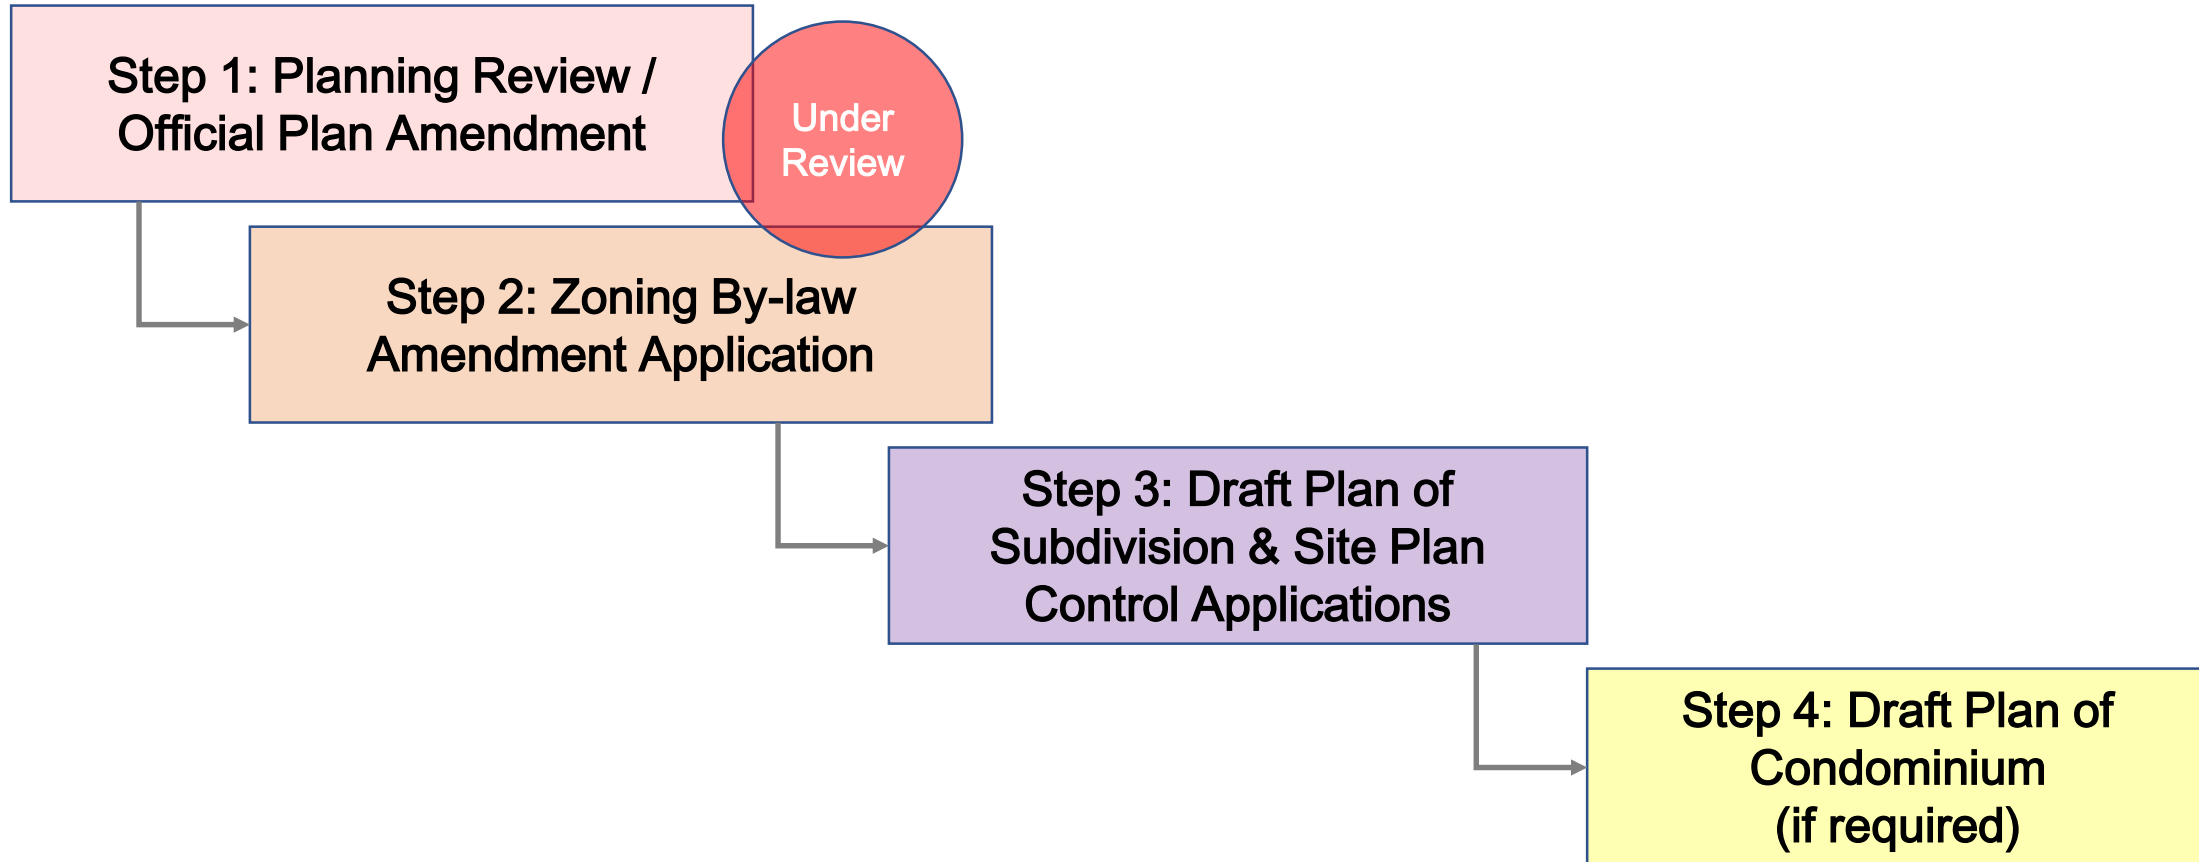 Step 1: Planning Review /
Official Plan Amendment
Under
Review
Step 2: Zoning By-law
Amendment Application
Step 3: Draft Plan of
Subdivision & Site Plan
Control Applications
Step 4: Draft Plan of
Condominium
(if required)